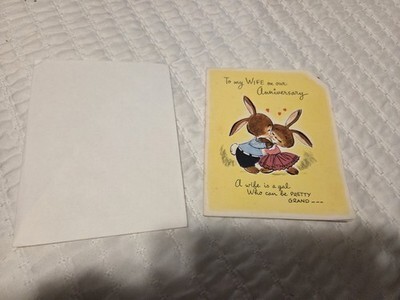 To my WIFE on our
Anniversary
A wife is a gal
Who can be PRETTY
GRAND ---